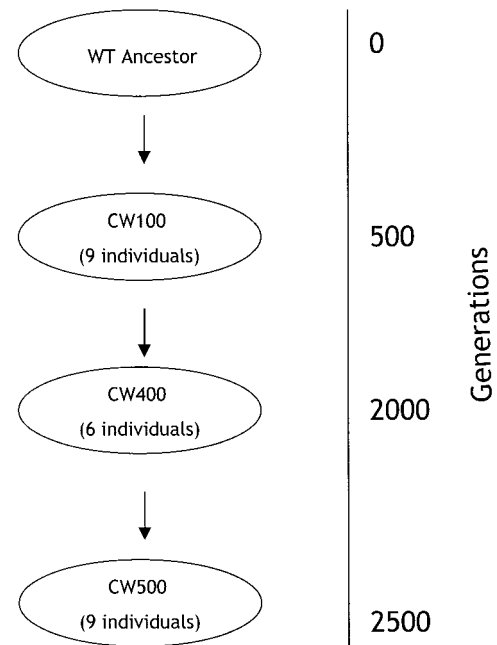 WT Ancestor
0
CW100
(9 individuals)
500
CW400
(6 individuals)
2000
CW500
(9 individuals)
2500
Generations